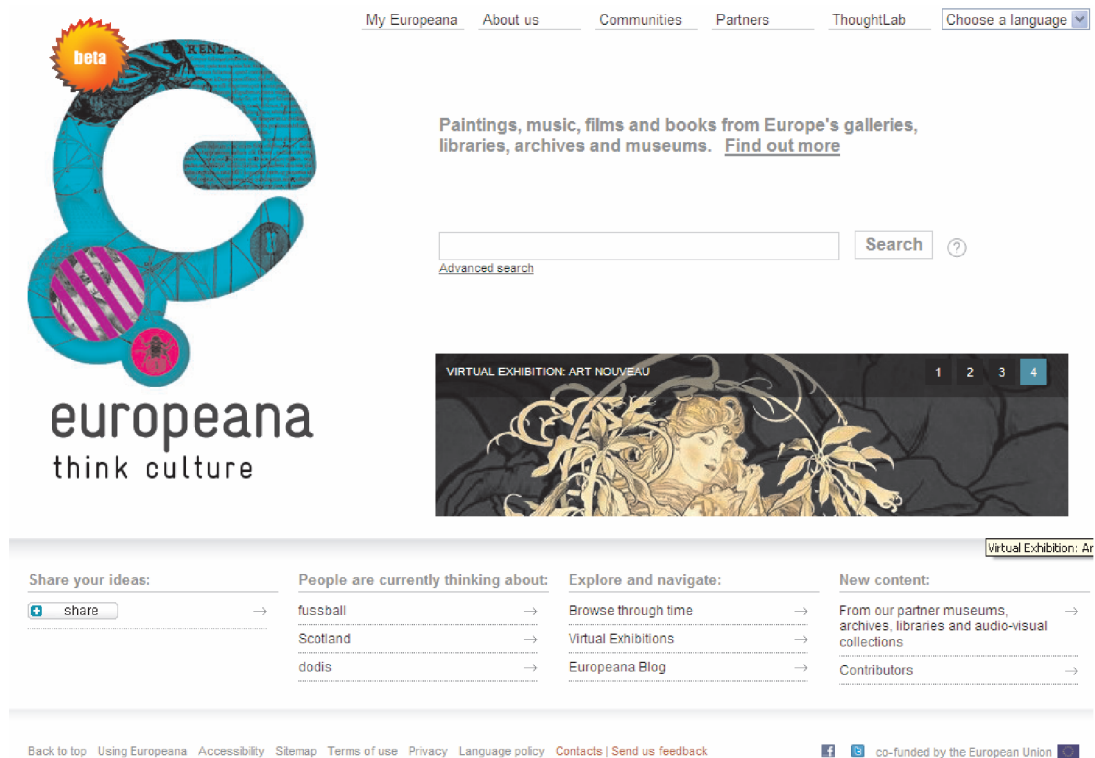 My Europeana About us Communities Partners ThoughtLab Choose a language
beta
RENE
Paintings, music, films and books from Europe's galleries,
libraries, archives and museums. Find out more
Search ?
Advanced search
VIRTUAL EXHIBITION: ART NOUVEAU 1 2 3 4
europeana
think culture
Virtual Exhibition: Ar
Share your ideas:
share →
People are currently thinking about:
fussball →
Scotland →
dodis →
Explore and navigate:
Browse through time →
Virtual Exhibitions →
Europeana Blog →
New content:
From our partner museums, →
archives, libraries and audio-visual
collections
Contributors →
Back to top Using Europeana Accessibility Sitemap Terms of use Privacy Language policy Contacts | Send us feedback f t co-funded by the European Union